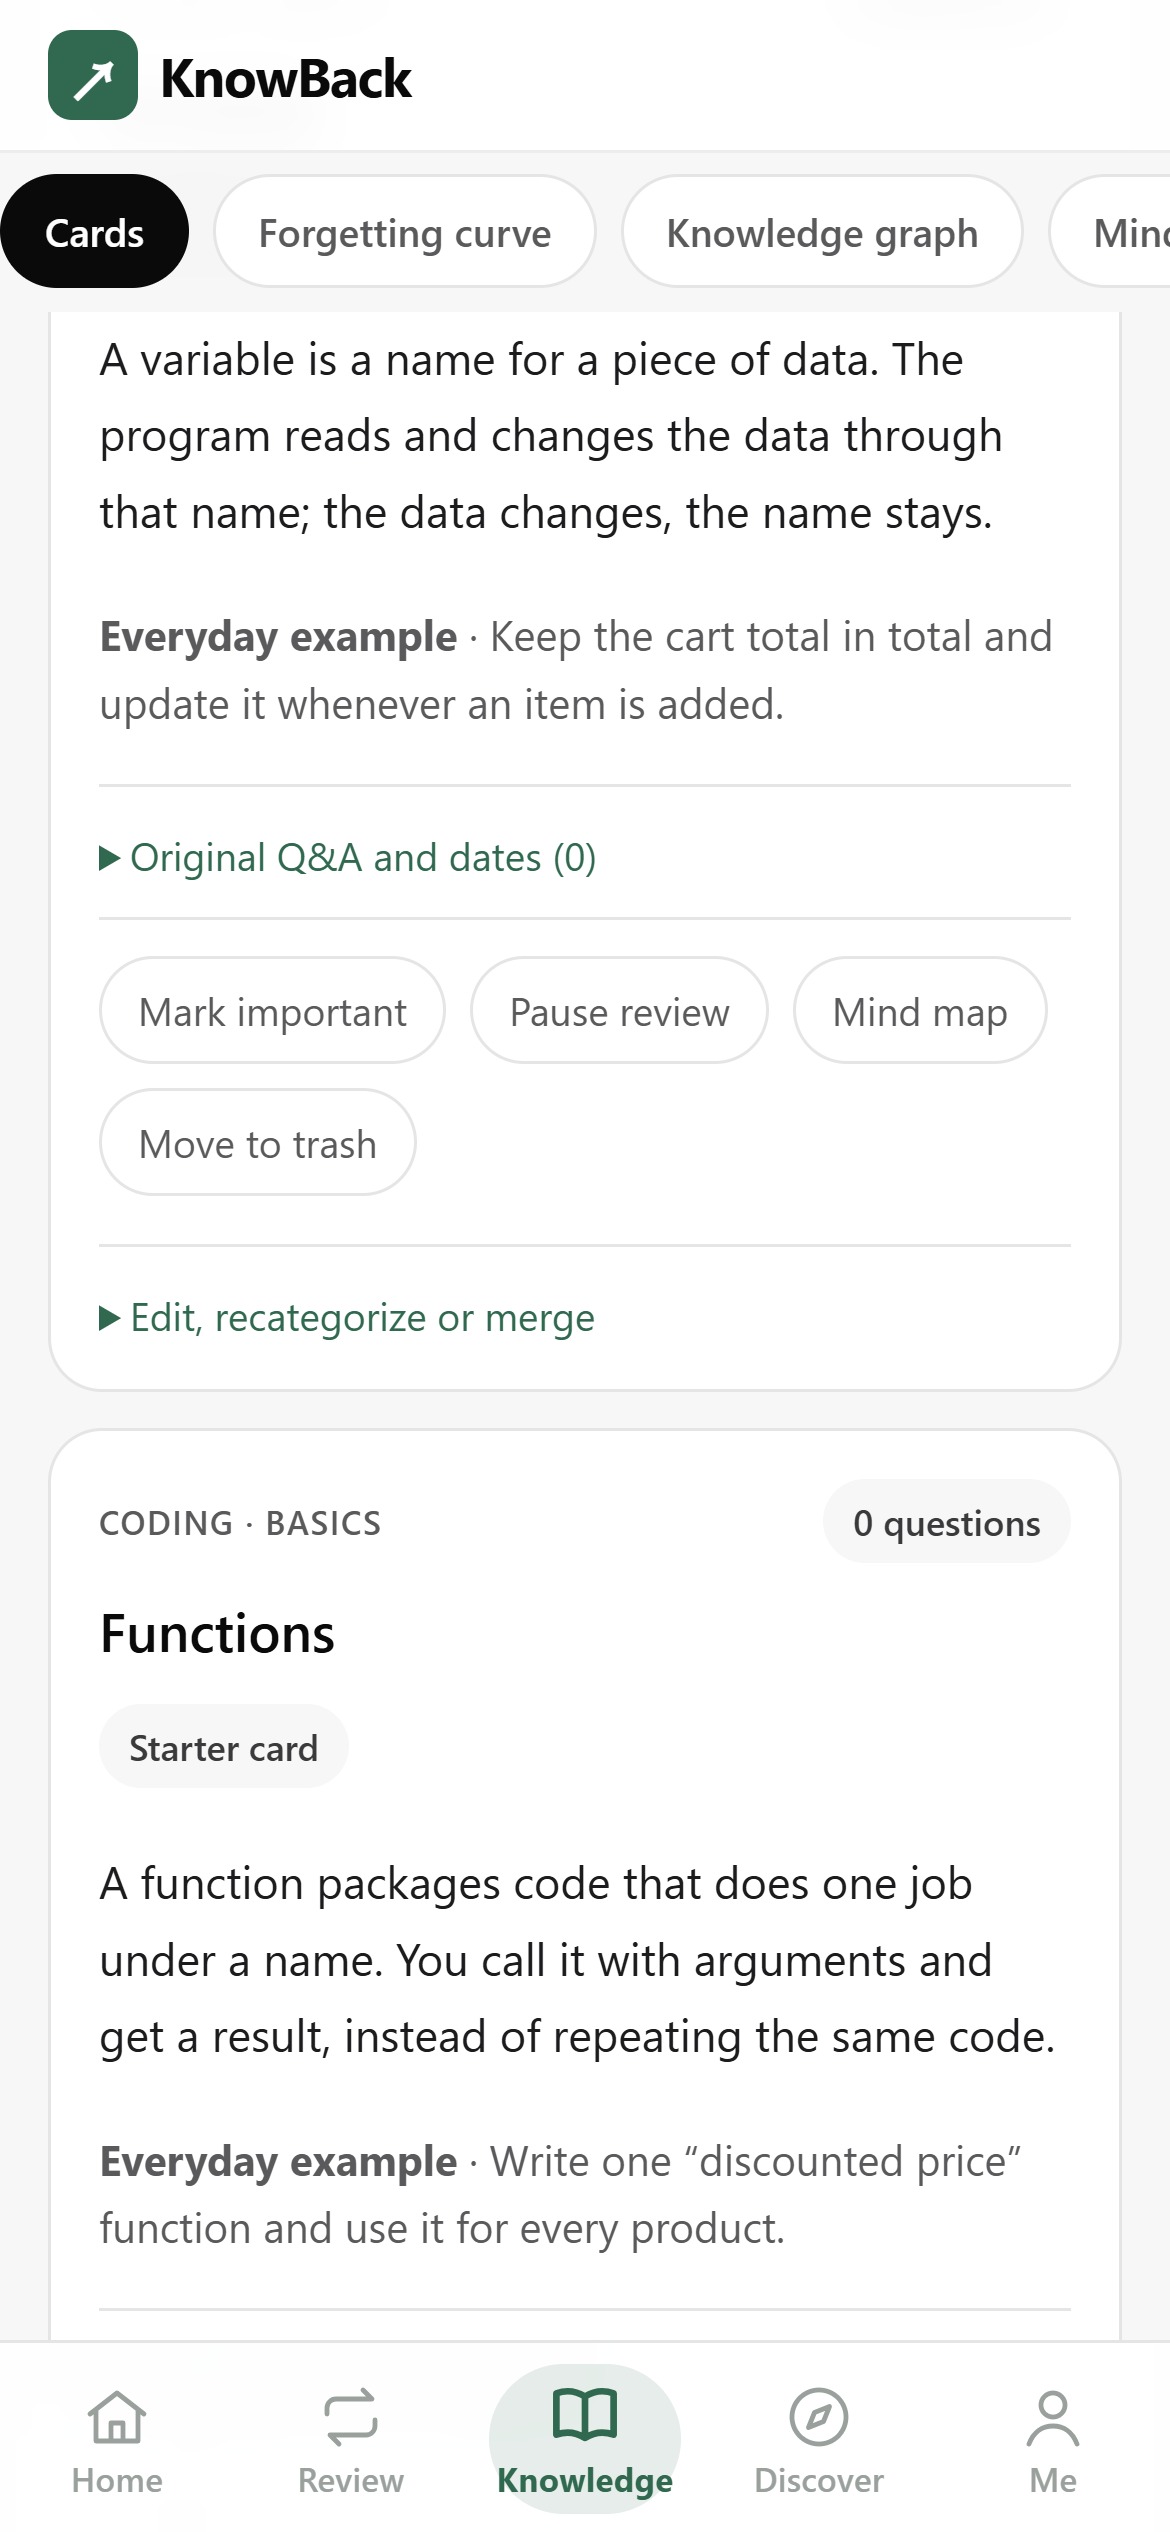 KnowBack
Cards
Forgetting curve
Knowledge graph
A variable is a name for a piece of data. The
program reads and changes the data through
that name; the data changes, the name stays.
Everyday example · Keep the cart total in total and
update it whenever an item is added.
Original Q&A and dates (0)
Mark important
Pause review
Mind map
Move to trash
Edit, recategorize or merge
CODING · BASICS
0 questions
Functions
Starter card
A function packages code that does one job
under a name. You call it with arguments and
get a result, instead of repeating the same code.
Everyday example · Write one “discounted price”
function and use it for every product.
Home
Review
Knowledge
Discover
Me